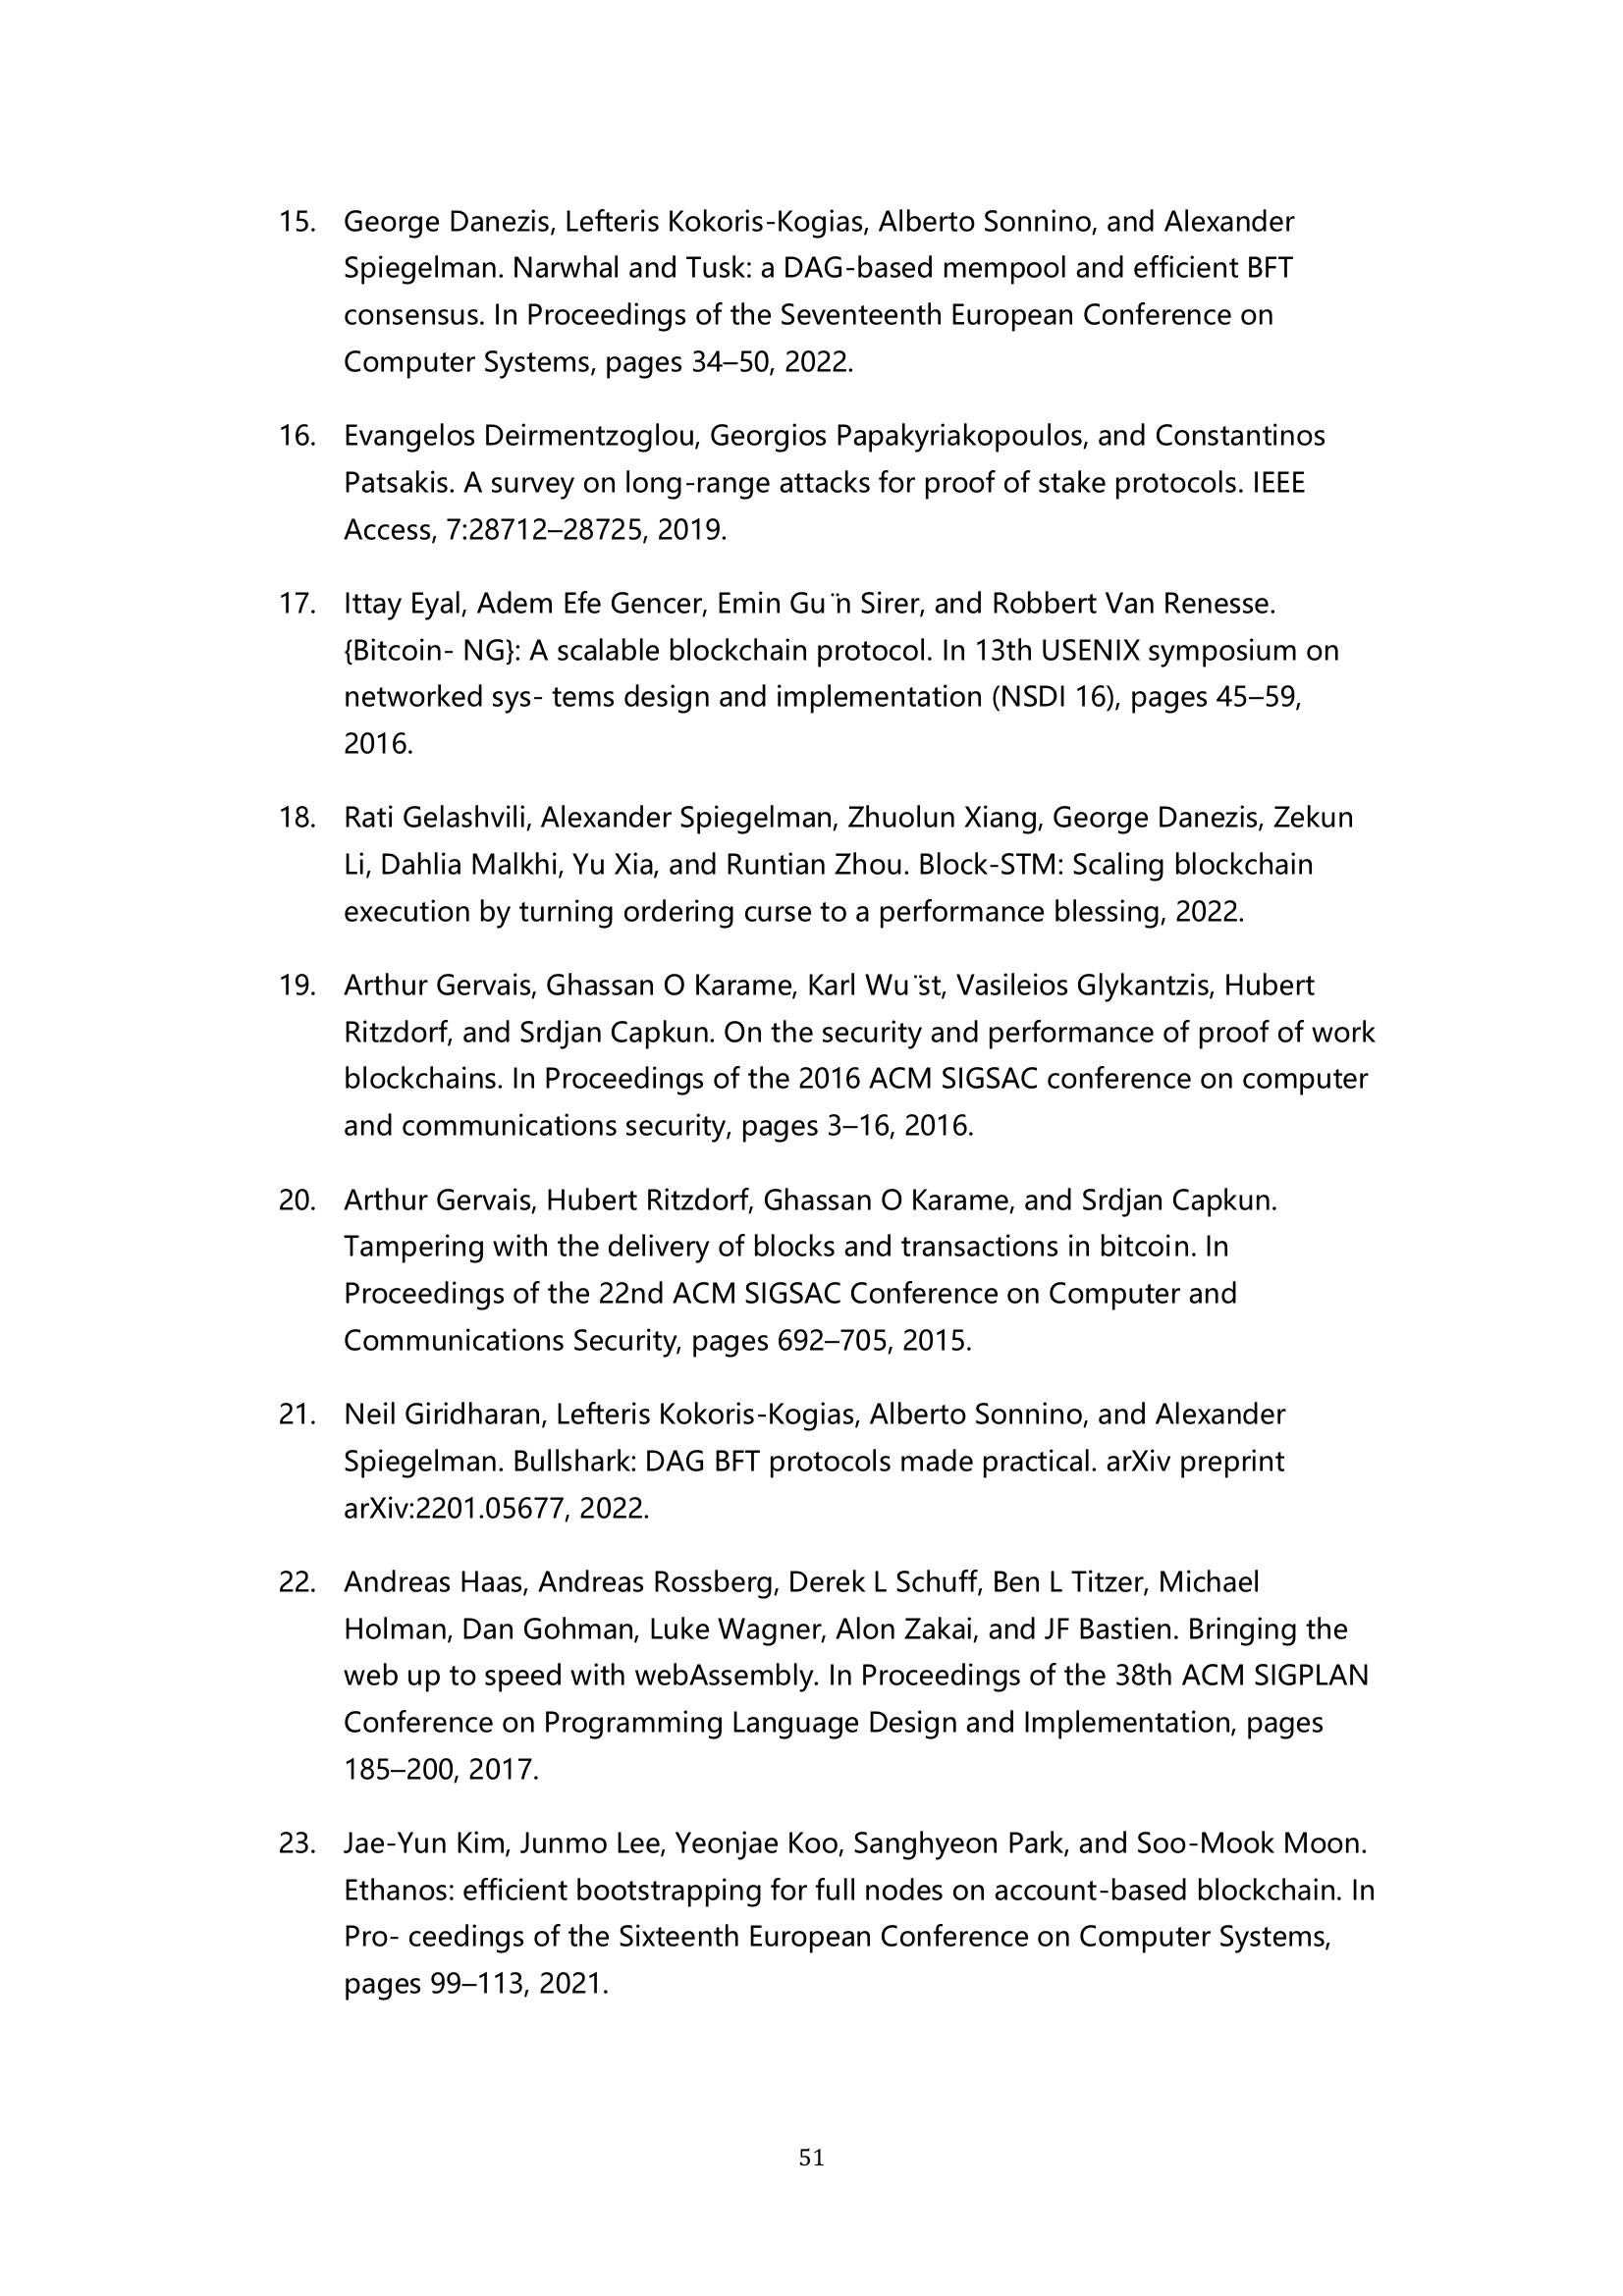 15. George Danezis, Lefteris Kokoris-Kogias, Alberto Sonnino, and Alexander
Spiegelman. Narwhal and Tusk: a DAG-based mempool and efficient BFT
consensus. In Proceedings of the Seventeenth European Conference on
Computer Systems, pages 34–50, 2022.
16. Evangelos Deirmentzoglou, Georgios Papakyriakopoulos, and Constantinos
Patsakis. A survey on long-range attacks for proof of stake protocols. IEEE
Access, 7:28712–28725, 2019.
17. Ittay Eyal, Adem Efe Gencer, Emin Gu ̈n Sirer, and Robbert Van Renesse.
{Bitcoin- NG}: A scalable blockchain protocol. In 13th USENIX symposium on
networked sys- tems design and implementation (NSDI 16), pages 45–59,
2016.
18. Rati Gelashvili, Alexander Spiegelman, Zhuolun Xiang, George Danezis, Zekun
Li, Dahlia Malkhi, Yu Xia, and Runtian Zhou. Block-STM: Scaling blockchain
execution by turning ordering curse to a performance blessing, 2022.
19. Arthur Gervais, Ghassan O Karame, Karl Wu ̈st, Vasileios Glykantzis, Hubert
Ritzdorf, and Srdjan Capkun. On the security and performance of proof of work
blockchains. In Proceedings of the 2016 ACM SIGSAC conference on computer
and communications security, pages 3–16, 2016.
20. Arthur Gervais, Hubert Ritzdorf, Ghassan O Karame, and Srdjan Capkun.
Tampering with the delivery of blocks and transactions in bitcoin. In
Proceedings of the 22nd ACM SIGSAC Conference on Computer and
Communications Security, pages 692–705, 2015.
21. Neil Giridharan, Lefteris Kokoris-Kogias, Alberto Sonnino, and Alexander
Spiegelman. Bullshark: DAG BFT protocols made practical. arXiv preprint
arXiv:2201.05677, 2022.
22. Andreas Haas, Andreas Rossberg, Derek L Schuff, Ben L Titzer, Michael
Holman, Dan Gohman, Luke Wagner, Alon Zakai, and JF Bastien. Bringing the
web up to speed with webAssembly. In Proceedings of the 38th ACM SIGPLAN
Conference on Programming Language Design and Implementation, pages
185–200, 2017.
23. Jae-Yun Kim, Junmo Lee, Yeonjae Koo, Sanghyeon Park, and Soo-Mook Moon.
Ethanos: efficient bootstrapping for full nodes on account-based blockchain. In
Pro- ceedings of the Sixteenth European Conference on Computer Systems,
pages 99–113, 2021.
51